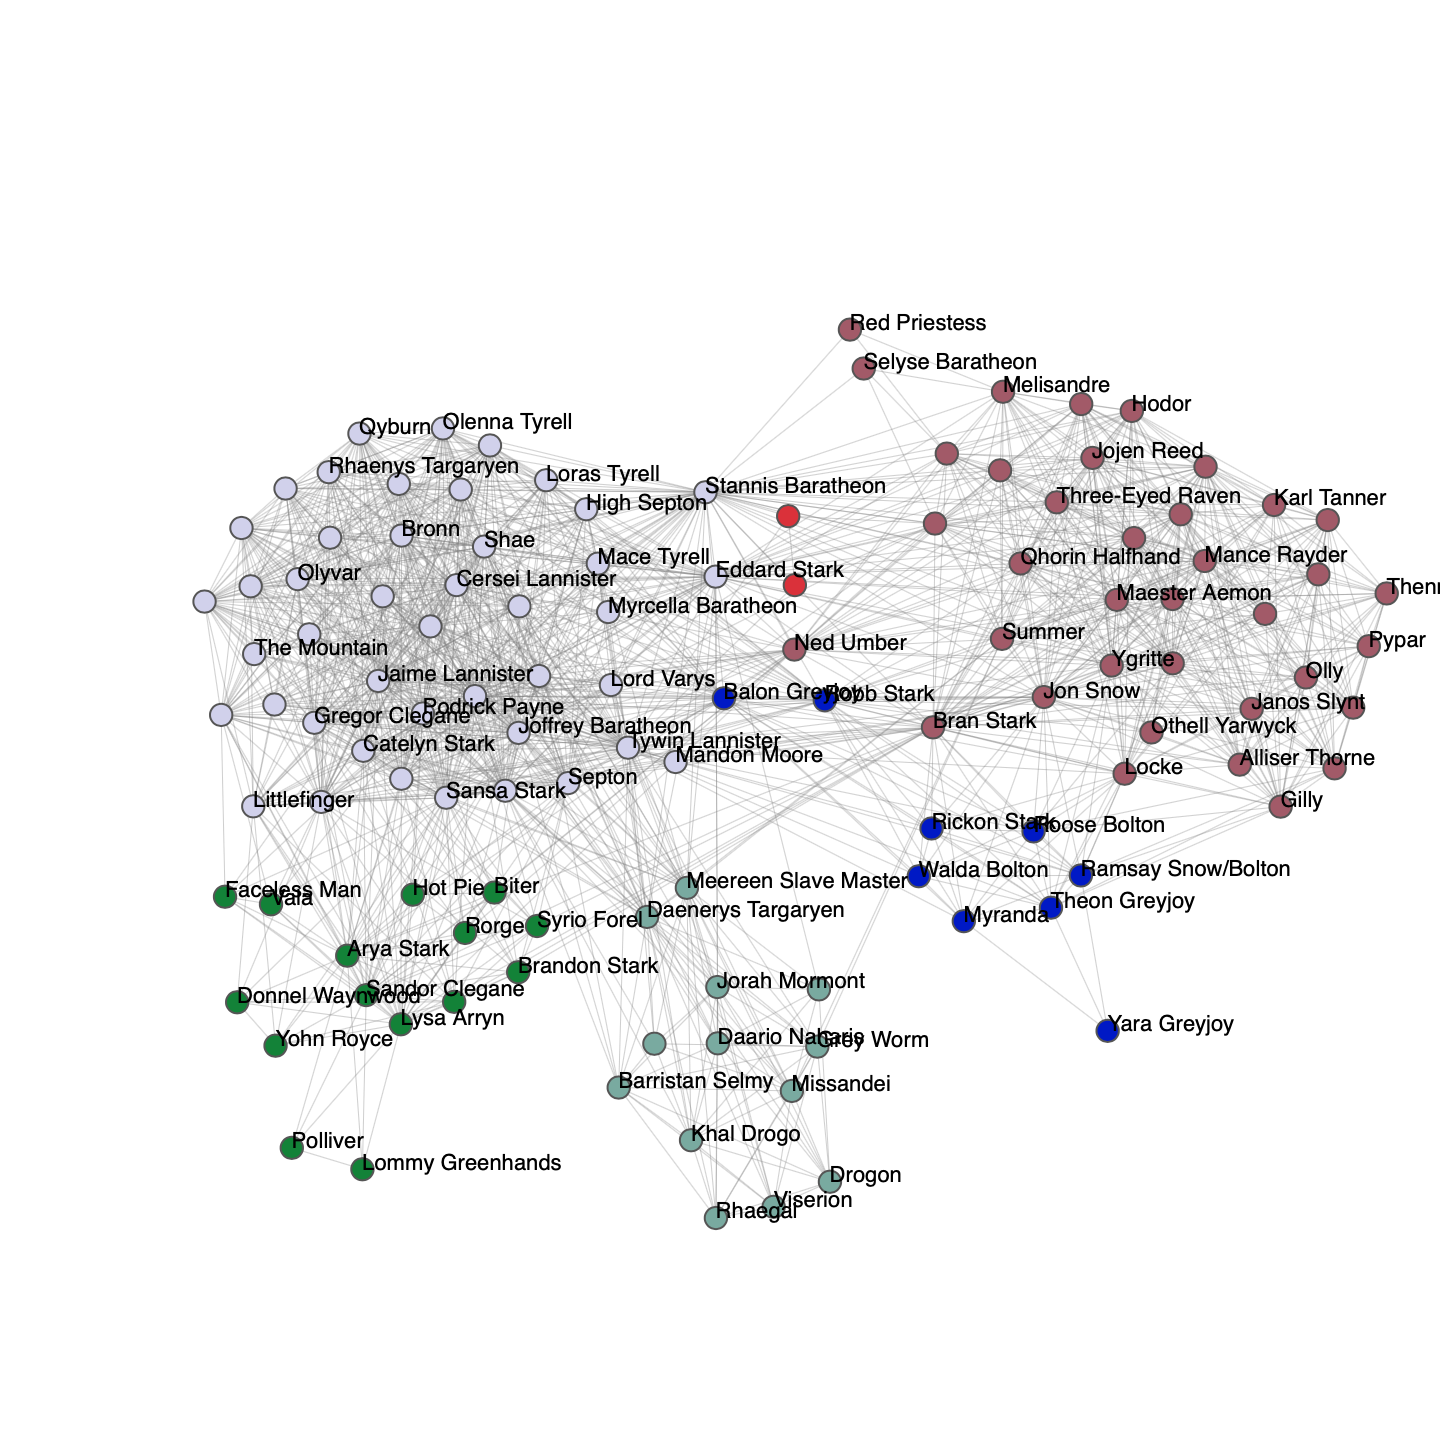 Red Priestess
Selyse Baratheon
Melisandre
Hodor
Qyburn
Olenna Tyrell
Jojen Reed
Rhaenys Targaryen
Loras Tyrell
Stannis Baratheon
Three-Eyed Raven
Karl Tanner
High Septon
Bronn
Shae
Mace Tyrell
Qhorin Halfhand
Mance Rayder
Olyvar
Cersei Lannister
Eddard Stark
Thenn
Maester Aemon
Myrcella Baratheon
Summer
Pypar
The Mountain
Ned Umber
Ygritte
Olly
Jaime Lannister
Lord Varys
Balon Greyjoy
Robb Stark
Jon Snow
Janos Slynt
Podrick Payne
Gregor Clegane
Joffrey Baratheon
Bran Stark
Othell Yarwyck
Catelyn Stark
Tywin Lannister
Mandon Moore
Alliser Thorne
Locke
Septon
Sansa Stark
Littlefinger
Gilly
Rickon Stark
Roose Bolton
Walda Bolton
Ramsay Snow/Bolton
Meereen Slave Master
Faceless Man
Vala
Hot Pie
Biter
Daenerys Targaryen
Theon Greyjoy
Myranda
Rorge
Syrio Forel
Arya Stark
Brandon Stark
Jorah Mormont
Donnel Waynwood
Sandor Clegane
Lysa Arryn
Yara Greyjoy
Yohn Royce
Daario Naharis
Grey Worm
Barristan Selmy
Missandei
Khal Drogo
Polliver
Lommy Greenhands
Drogon
Viserion
Rhaegal